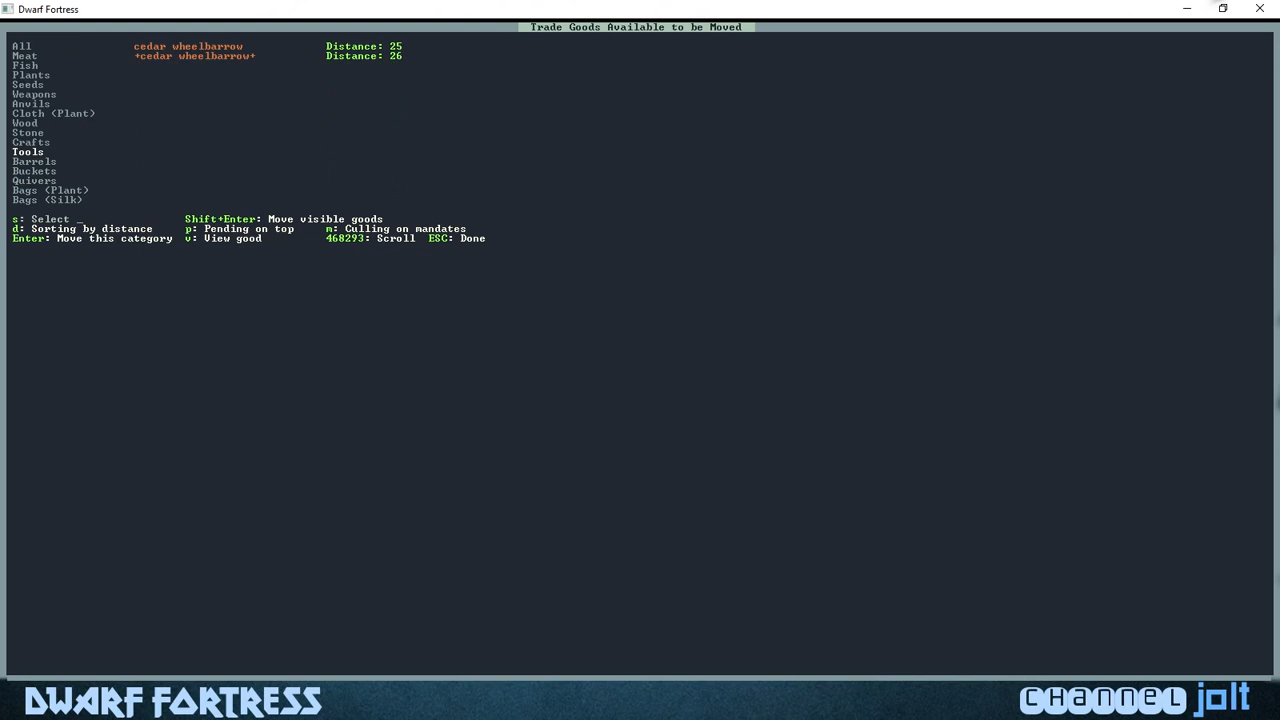 Dwarf Fortress
Trade Goods Available to be Moved
All cedar wheelbarrow Distance: 25
Meat +cedar wheelbarrow+ Distance: 26
Fish
Plants
Seeds
Weapons
Anvils
Cloth (Plant)
Wood
Stone
Crafts
Tools
Barrels
Buckets
Quivers
Bags (Plant)
Bags (Silk)
s: Select _ Shift+Enter: Move visible goods
d: Sorting by distance p: Pending on top m: Culling on mandates
Enter: Move this category v: View good 468293: Scroll ESC: Done
DWARF FORTRESS
CHANNEL jolt